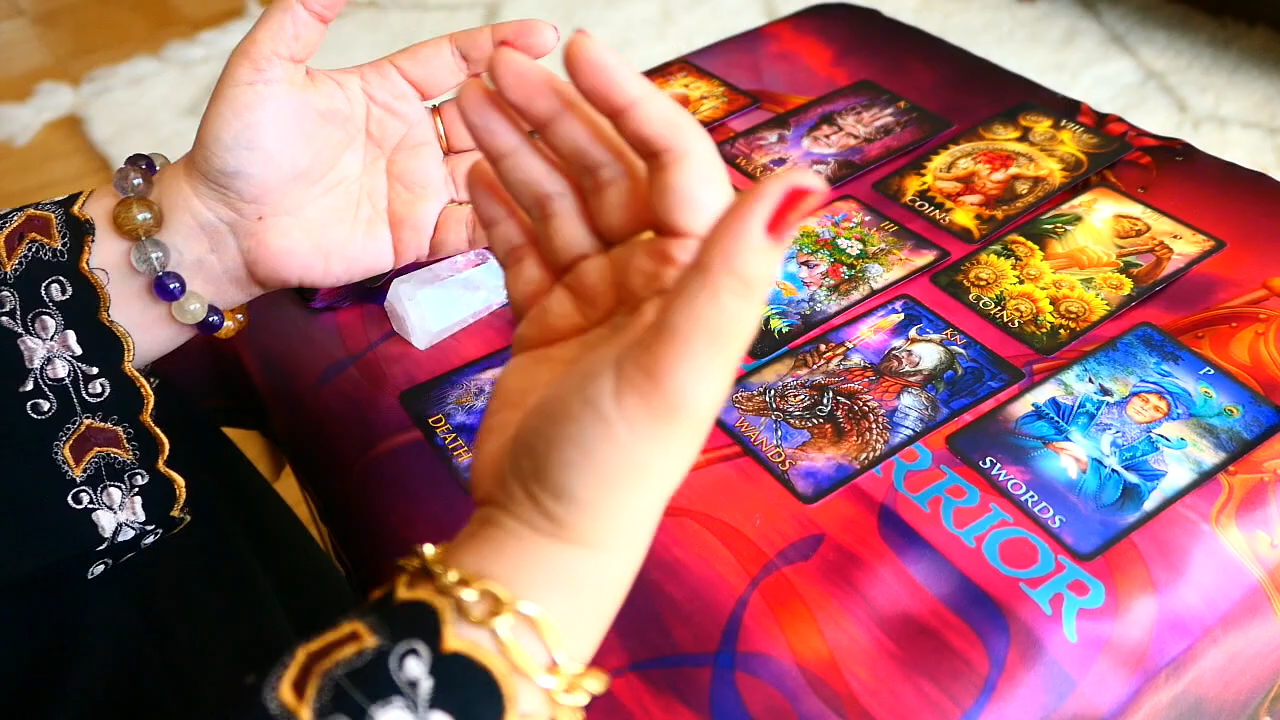 VIII
COINS
III
COINS
KN
WANDS
P
SWORDS
DEATH
RRIOR